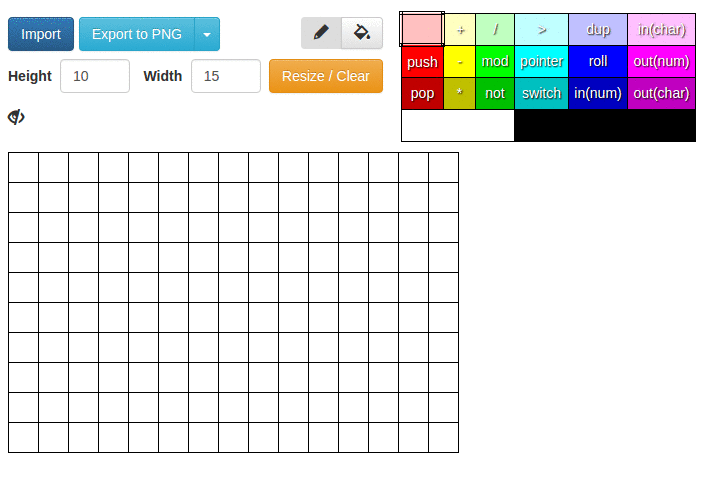 Import Export to PNG
Height 10 Width 15 Resize / Clear
+ / > dup in(char)
push - mod pointer roll out(num)
pop * not switch in(num) out(char)